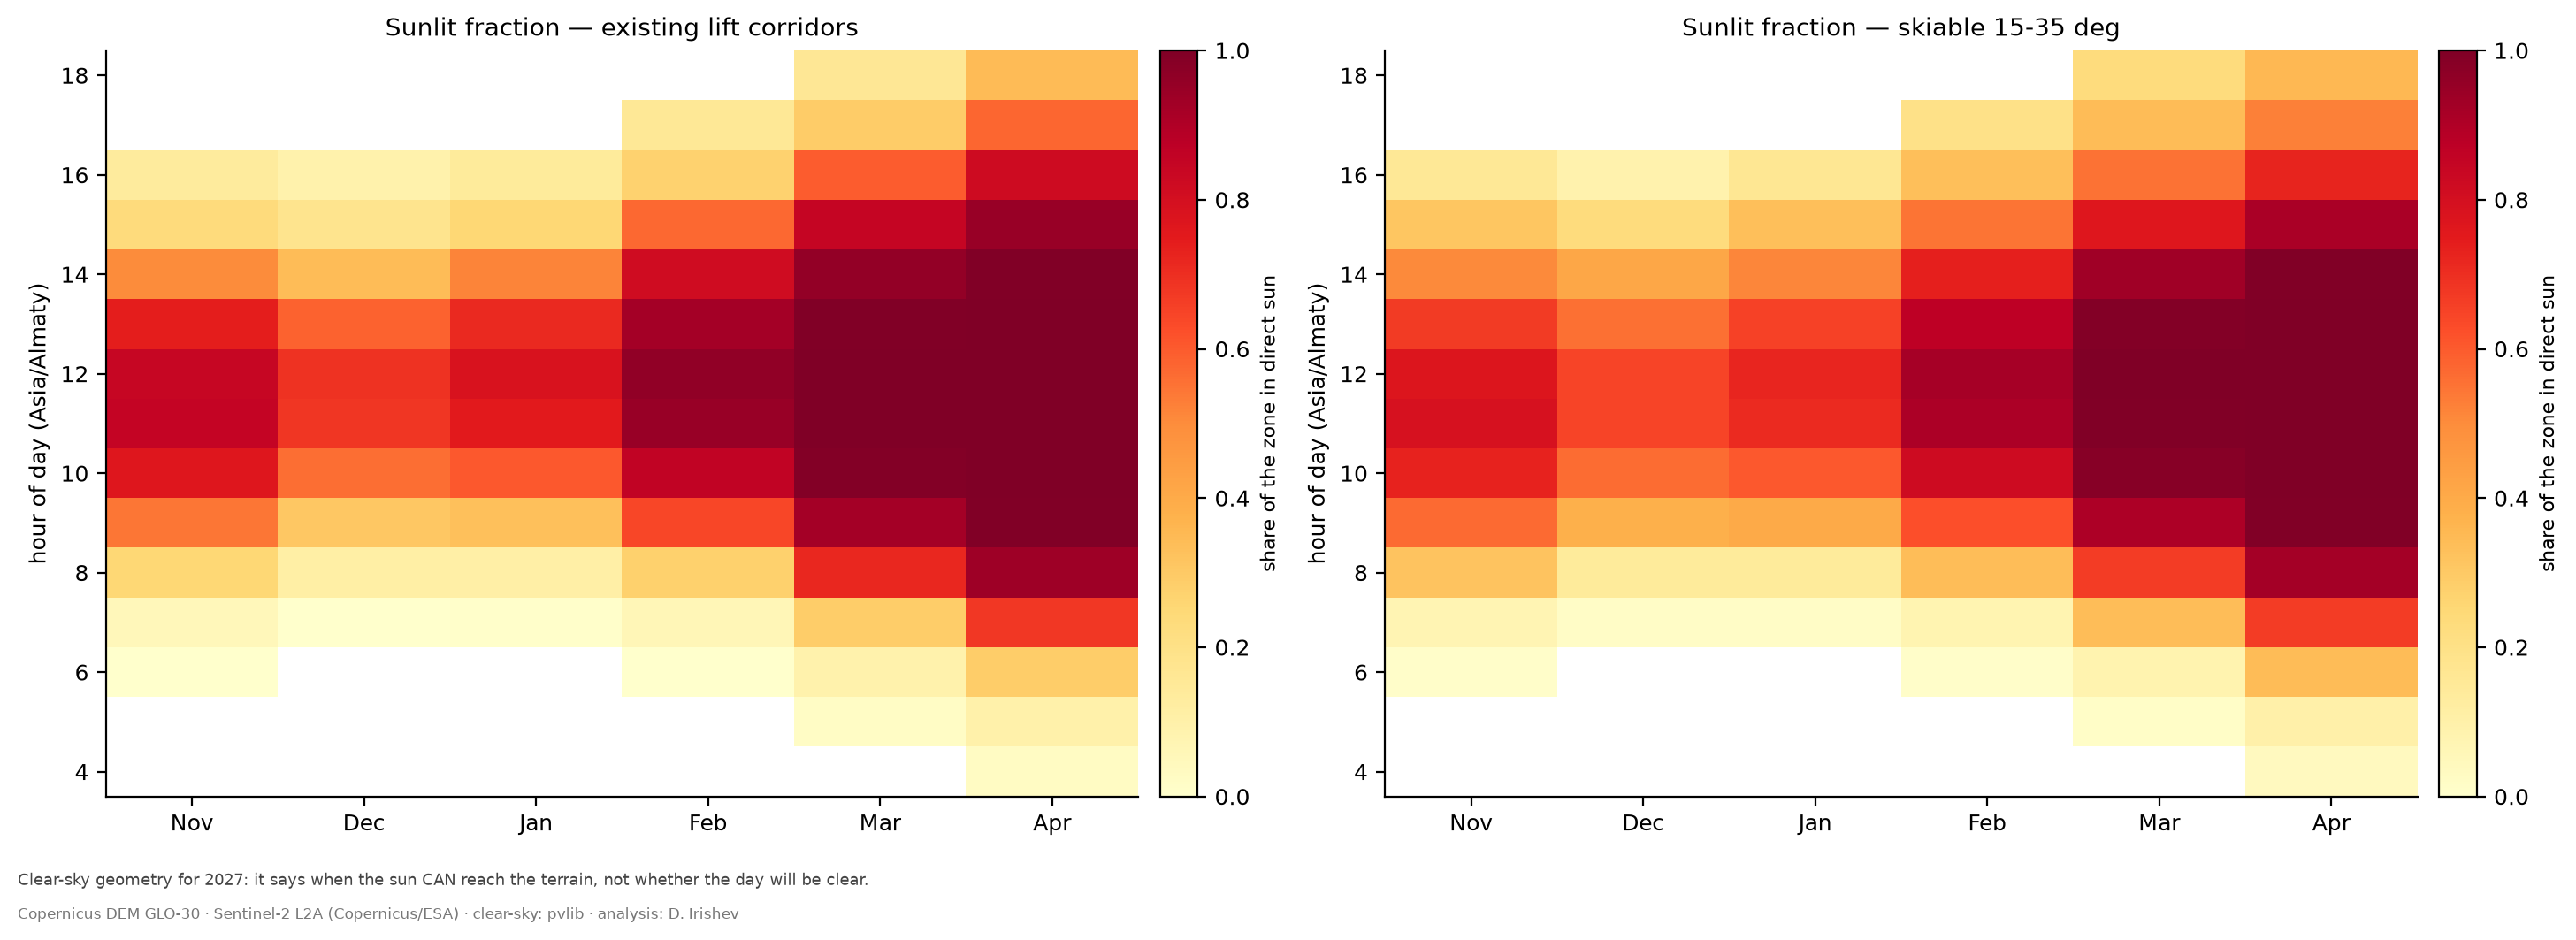 Sunlit fraction — existing lift corridors
18
16
14
12
10
8
6
4
hour of day (Asia/Almaty)
Nov Dec Jan Feb Mar Apr
1.0
0.8
0.6
0.4
0.2
0.0
share of the zone in direct sun
Sunlit fraction — skiable 15-35 deg
18
16
14
12
10
8
6
4
hour of day (Asia/Almaty)
Nov Dec Jan Feb Mar Apr
1.0
0.8
0.6
0.4
0.2
0.0
share of the zone in direct sun
Clear-sky geometry for 2027: it says when the sun CAN reach the terrain, not whether the day will be clear.
Copernicus DEM GLO-30 · Sentinel-2 L2A (Copernicus/ESA) · clear-sky: pvlib · analysis: D. Irishev